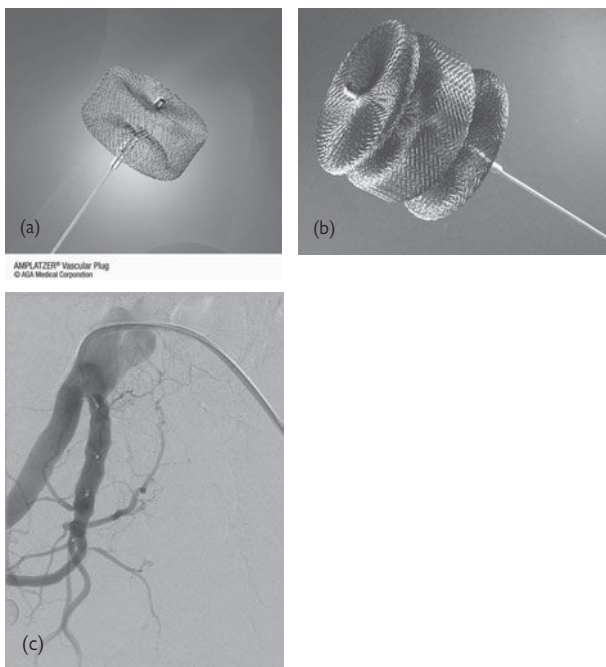 (a)
(b)
AMPLATZER® Vascular Plug
© AGA Medical Corporation
(c)